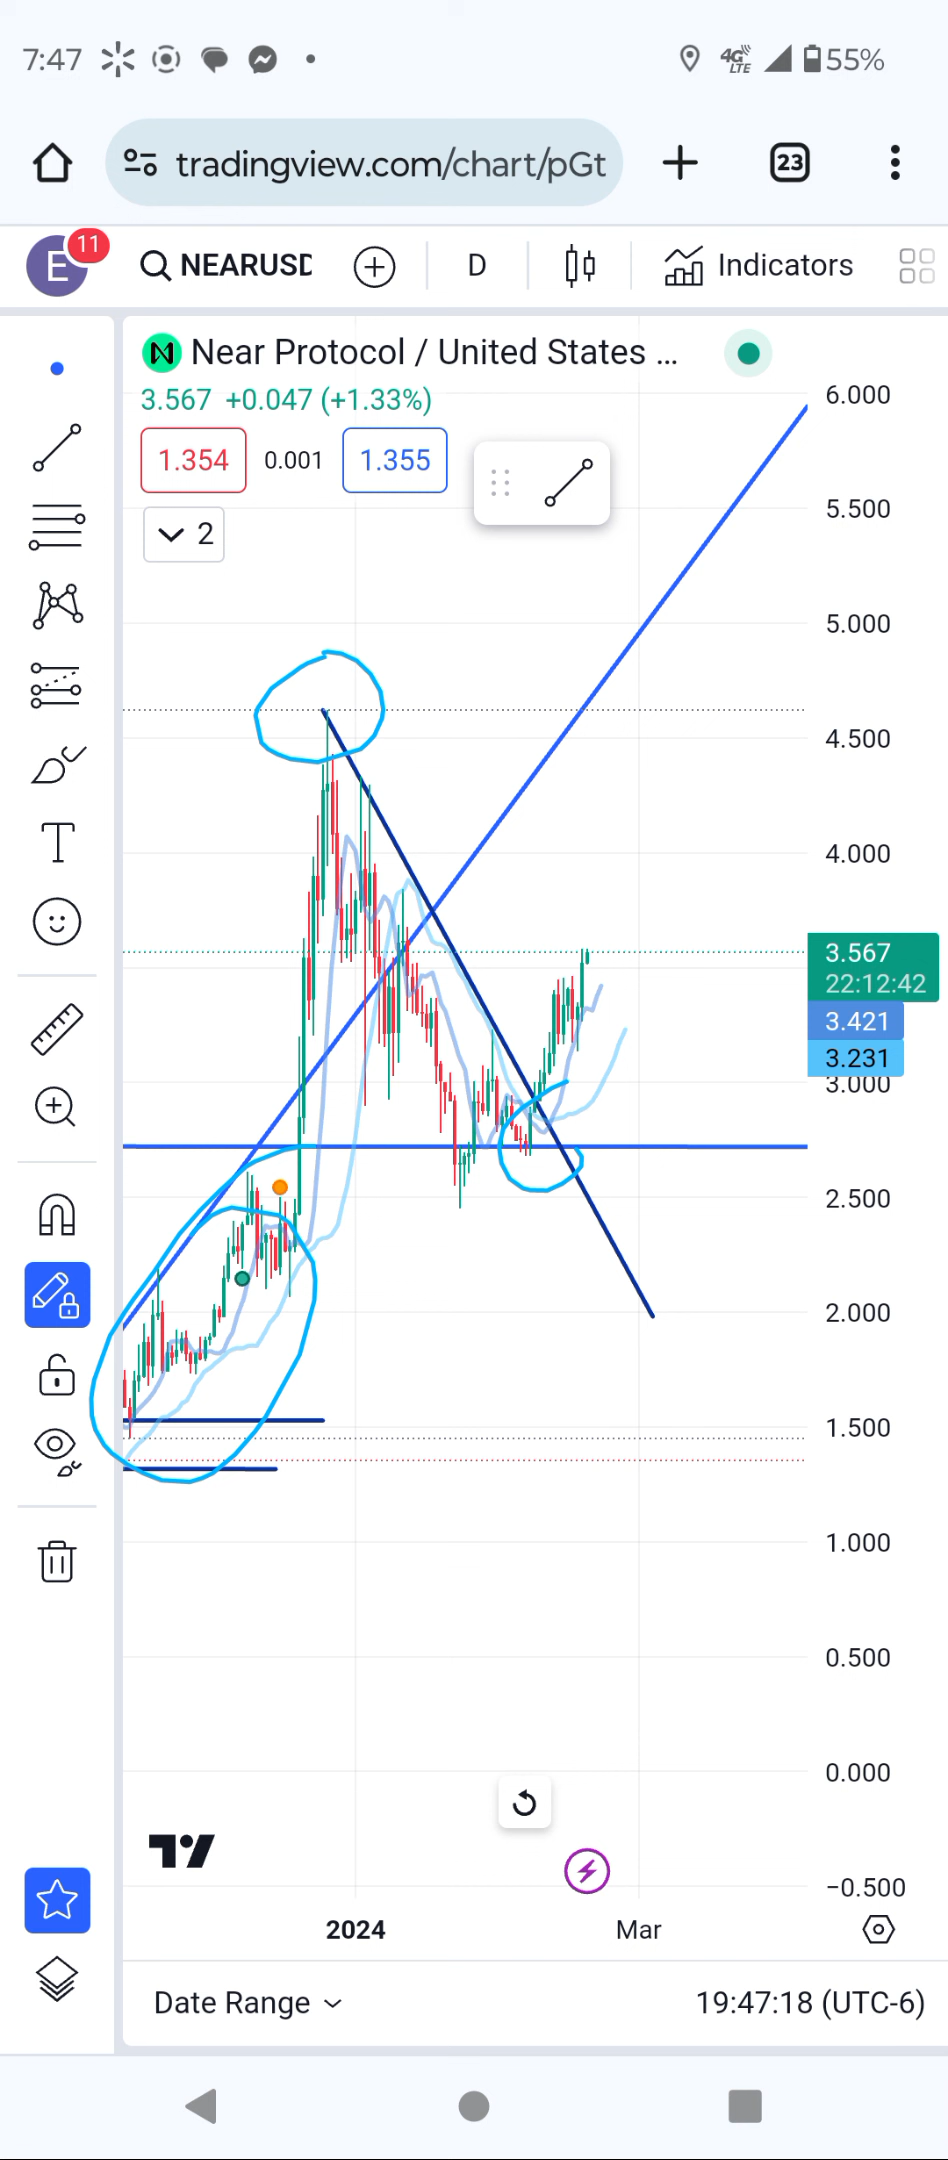 7:47
4G
LTE
55%
tradingview.com/chart/pGt
23
E
11
NEARUSD
D
Indicators
Near Protocol / United States ...
3.567 +0.047 (+1.33%)
1.354
0.001
1.355
2
6.000
5.500
5.000
4.500
4.000
3.567
22:12:42
3.421
3.231
3.000
2.500
2.000
1.500
1.000
0.500
0.000
−0.500
2024
Mar
Date Range
19:47:18 (UTC-6)